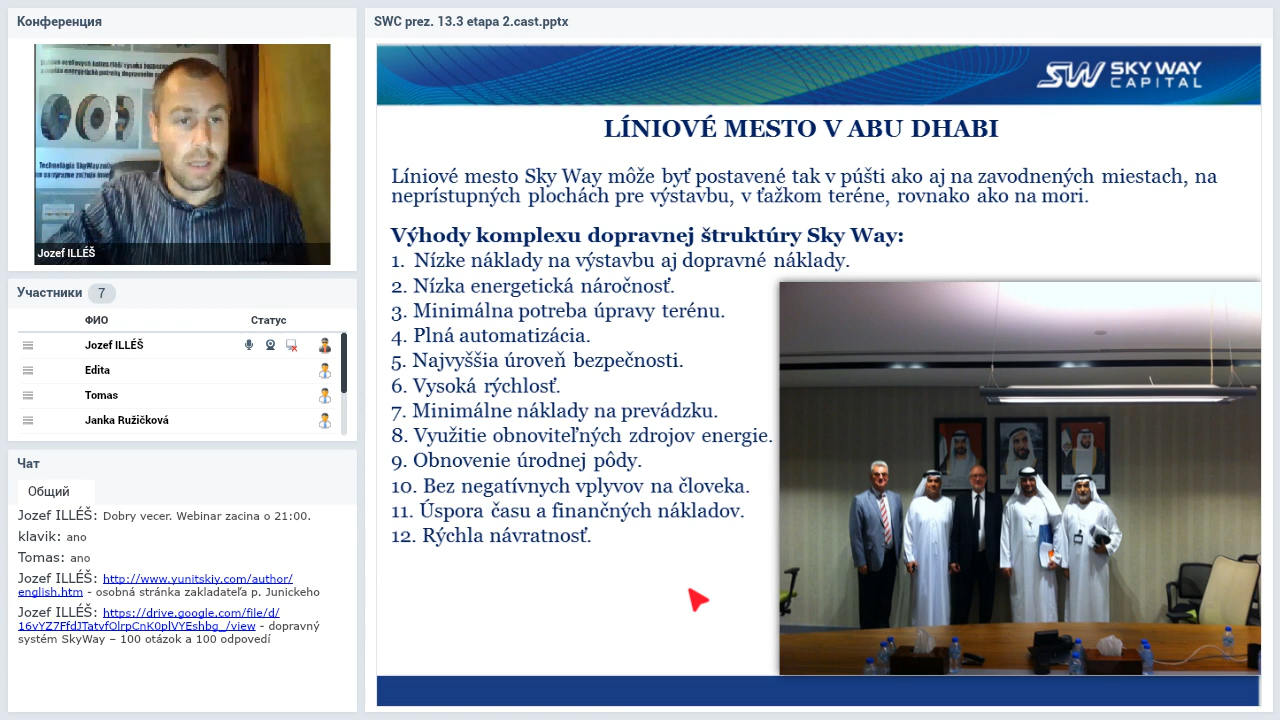 Конференция
Jozef ILLÉŠ
Участники 7
ФИО Статус
Jozef ILLÉŠ
Edita
Tomas
Janka Ružičková
Чат
Общий
Jozef ILLÉŠ: Dobry vecer. Webinar zacina o 21:00.
klavik: ano
Tomas: ano
Jozef ILLÉŠ: http://www.yunitskiy.com/author/
english.htm - osobná stránka zakladateľa p. Junického
Jozef ILLÉŠ: https://drive.google.com/file/d/
16vYZ7FfdJTatvfOlrpCnK0plVYEshbg_/view - dopravný
systém SkyWay – 100 otázok a 100 odpovedí
SWC prez. 13.3 etapa 2.cast.pptx
SW SKY WAY
CAPITAL
LÍNIOVÉ MESTO V ABU DHABI
Líniové mesto Sky Way môže byť postavené tak v púšti ako aj na zavodnených miestach, na
neprístupných plochách pre výstavbu, v ťažkom teréne, rovnako ako na mori.
Výhody komplexu dopravnej štruktúry Sky Way:
1. Nízke náklady na výstavbu aj dopravné náklady.
2. Nízka energetická náročnosť.
3. Minimálna potreba úpravy terénu.
4. Plná automatizácia.
5. Najvyššia úroveň bezpečnosti.
6. Vysoká rýchlosť.
7. Minimálne náklady na prevádzku.
8. Využitie obnoviteľných zdrojov energie.
9. Obnovenie úrodnej pôdy.
10. Bez negatívnych vplyvov na človeka.
11. Úspora času a finančných nákladov.
12. Rýchla návratnosť.